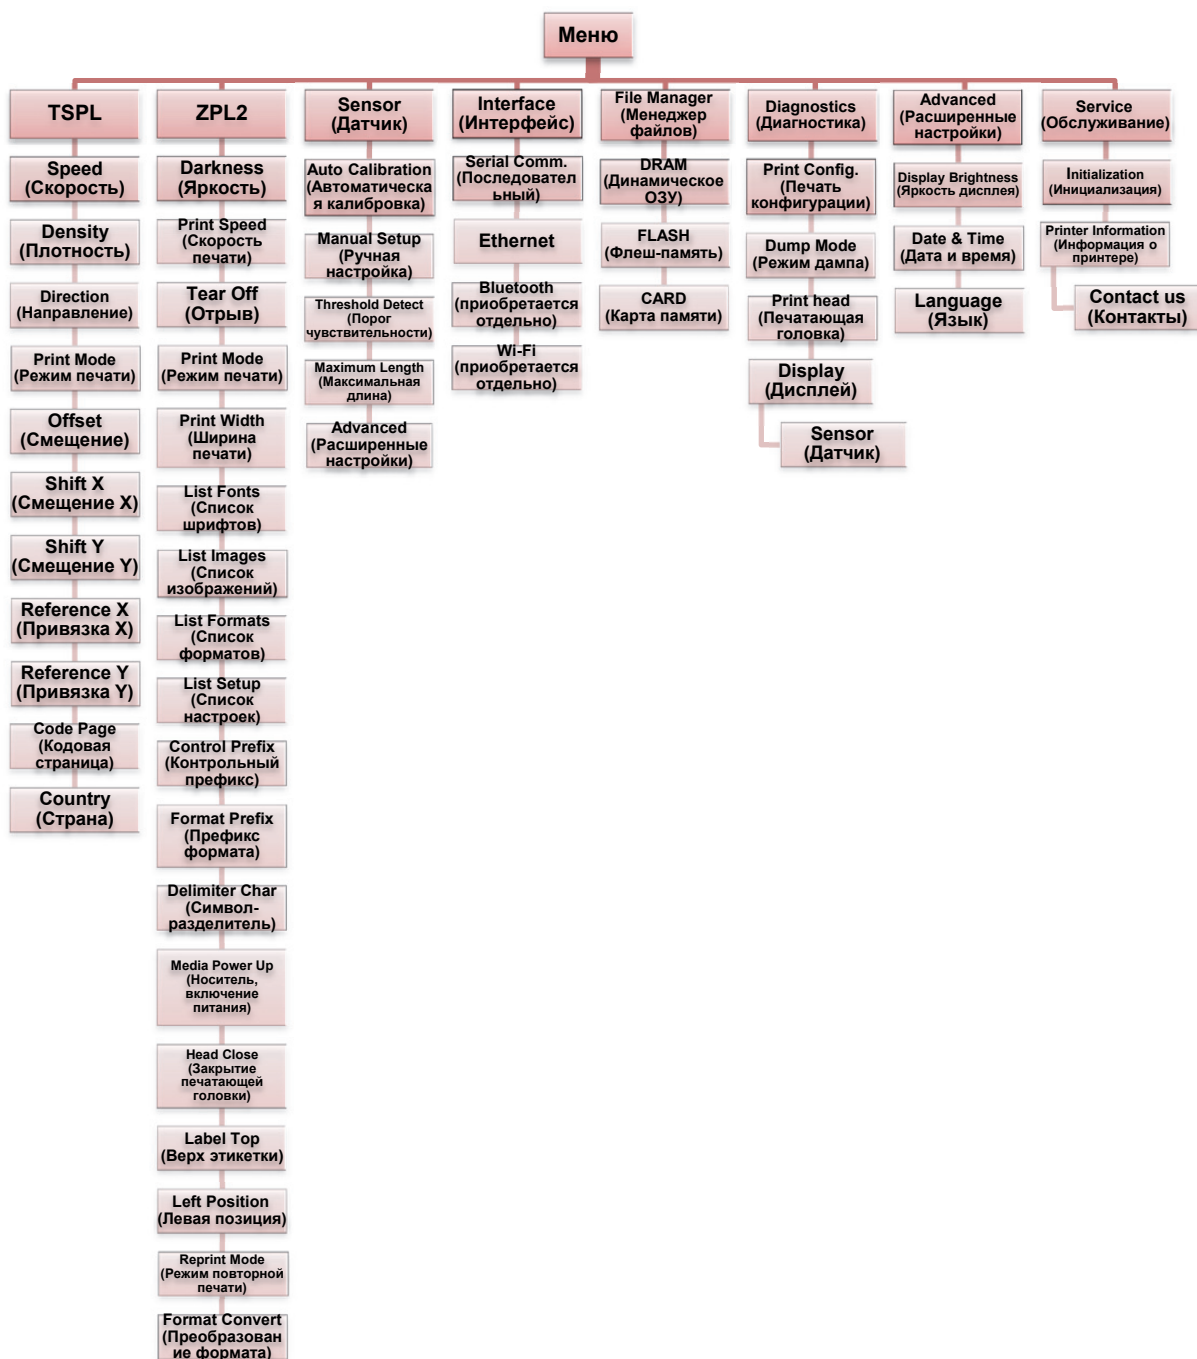 Меню
TSPL
Speed
(Скорость)
Density
(Плотность)
Direction
(Направление)
Print Mode
(Режим печати)
Offset
(Смещение)
Shift X
(Смещение X)
Shift Y
(Смещение Y)
Reference X
(Привязка X)
Reference Y
(Привязка Y)
Code Page
(Кодовая
страница)
Country
(Страна)
ZPL2
Darkness
(Яркость)
Print Speed
(Скорость
печати)
Tear Off
(Отрыв)
Print Mode
(Режим печати)
Print Width
(Ширина
печати)
List Fonts
(Список
шрифтов)
List Images
(Список
изображений)
List Formats
(Список
форматов)
List Setup
(Список
настроек)
Control Prefix
(Контрольный
префикс)
Format Prefix
(Префикс
формата)
Delimiter Char
(Символ-
разделитель)
Media Power Up
(Носитель,
включение
питания)
Head Close
(Закрытие
печатающей
головки)
Label Top
(Верх этикетки)
Left Position
(Левая позиция)
Reprint Mode
(Режим повторной
печати)
Format Convert
(Преобразован
ие формата)
Sensor
(Датчик)
Auto Calibration
(Автоматическа
я калибровка)
Manual Setup
(Ручная
настройка)
Threshold Detect
(Порог
чувствительности)
Maximum Length
(Максимальная
длина)
Advanced
(Расширенные
настройки)
Interface
(Интерфейс)
Serial Comm.
(Последовател
ьный)
Ethernet
Bluetooth
(приобретается
отдельно)
Wi-Fi
(приобретается
отдельно)
File Manager
(Менеджер
файлов)
DRAM
(Динамическое
ОЗУ)
FLASH
(Флеш-память)
CARD
(Карта памяти)
Diagnostics
(Диагностика)
Print Config.
(Печать
конфигурации)
Dump Mode
(Режим дампа)
Print head
(Печатающая
головка)
Display
(Дисплей)
Sensor
(Датчик)
Advanced
(Расширенные
настройки)
Display Brightness
(Яркость дисплея)
Date & Time
(Дата и время)
Language
(Язык)
Service
(Обслуживание)
Initialization
(Инициализация)
Printer Information
(Информация о
принтере)
Contact us
(Контакты)